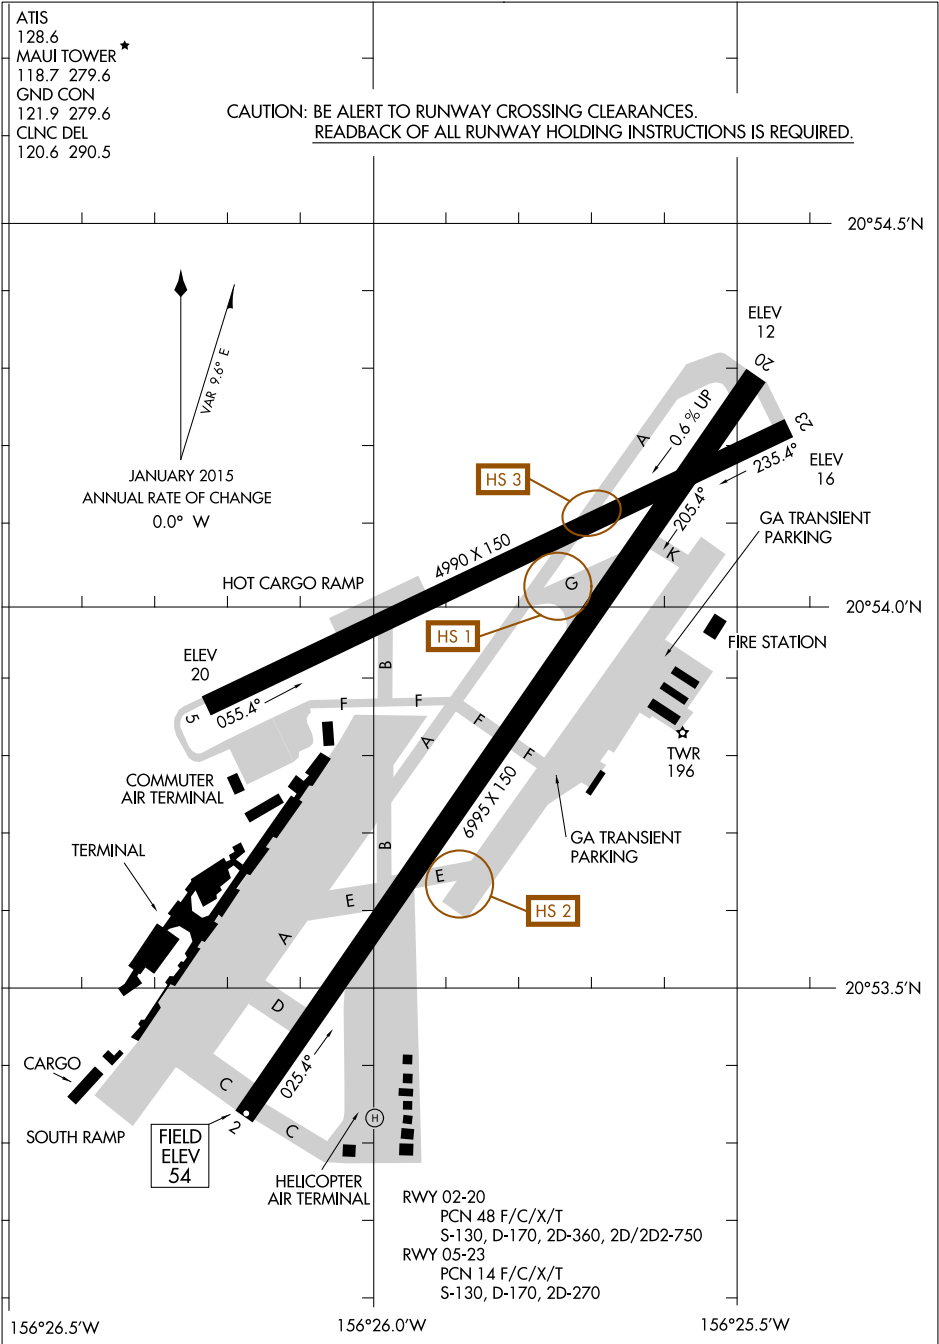 ATIS
128.6
MAUI TOWER
118.7 279.6
GND CON
121.9 279.6
CLNC DEL
120.6 290.5
CAUTION: BE ALERT TO RUNWAY CROSSING CLEARANCES.
READBACK OF ALL RUNWAY HOLDING INSTRUCTIONS IS REQUIRED.
20°54.5'N
VAR 9.6° E
JANUARY 2015
ANNUAL RATE OF CHANGE
0.0° W
ELEV
12
20
0.6 % UP
A
23
235.4°
ELEV
16
HS 3
205.4°
GA TRANSIENT
PARKING
4990 X 150
K
HOT CARGO RAMP
G
20°54.0'N
HS 1
FIRE STATION
ELEV
20
B
5
055.4°
F
F
F
F
A
TWR
196
COMMUTER
AIR TERMINAL
6995 X 150
GA TRANSIENT
PARKING
TERMINAL
B
E
E
HS 2
A
20°53.5'N
D
CARGO
025.4°
C
C
2
H
SOUTH RAMP
FIELD
ELEV
54
HELICOPTER
AIR TERMINAL
RWY 02-20
PCN 48 F/C/X/T
S-130, D-170, 2D-360, 2D/2D2-750
RWY 05-23
PCN 14 F/C/X/T
S-130, D-170, 2D-270
156°26.5'W
156°26.0'W
156°25.5'W